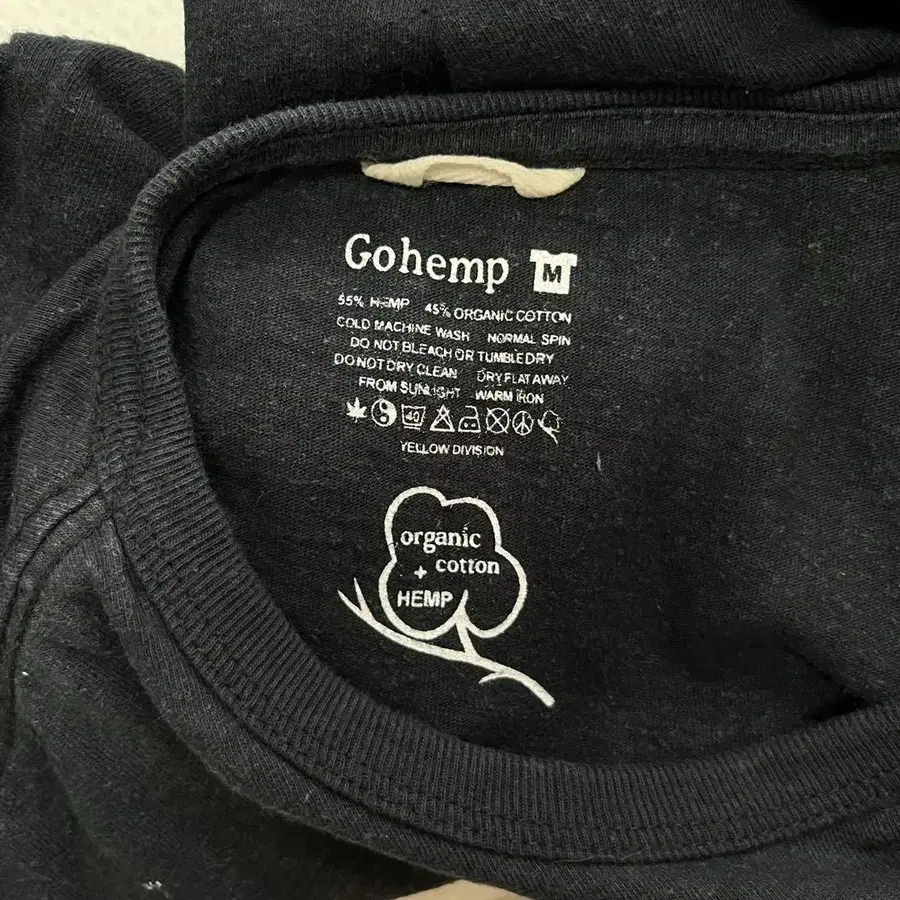 Gohemp M
55% HEMP 45% ORGANIC COTTON
COLD MACHINE WASH NORMAL SPIN
DO NOT BLEACH OR TUMBLE DRY
DO NOT DRY CLEAN DRY FLAT AWAY
FROM SUNLIGHT WARM IRON
40
YELLOW DIVISION
organic
cotton
+
HEMP